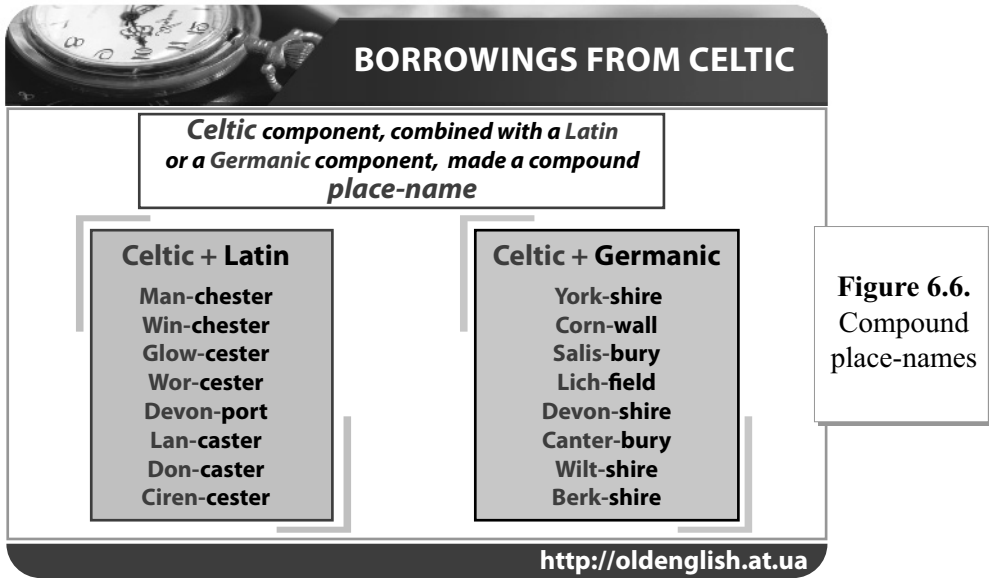 BORROWINGS FROM CELTIC
Celtic component, combined with a Latin
or a Germanic component, made a compound
place-name
Celtic + Latin
Man-chester
Win-chester
Glow-cester
Wor-cester
Devon-port
Lan-caster
Don-caster
Ciren-cester
Celtic + Germanic
York-shire
Corn-wall
Salis-bury
Lich-field
Devon-shire
Canter-bury
Wilt-shire
Berk-shire
Figure 6.6.
Compound
place-names
http://oldenglish.at.ua